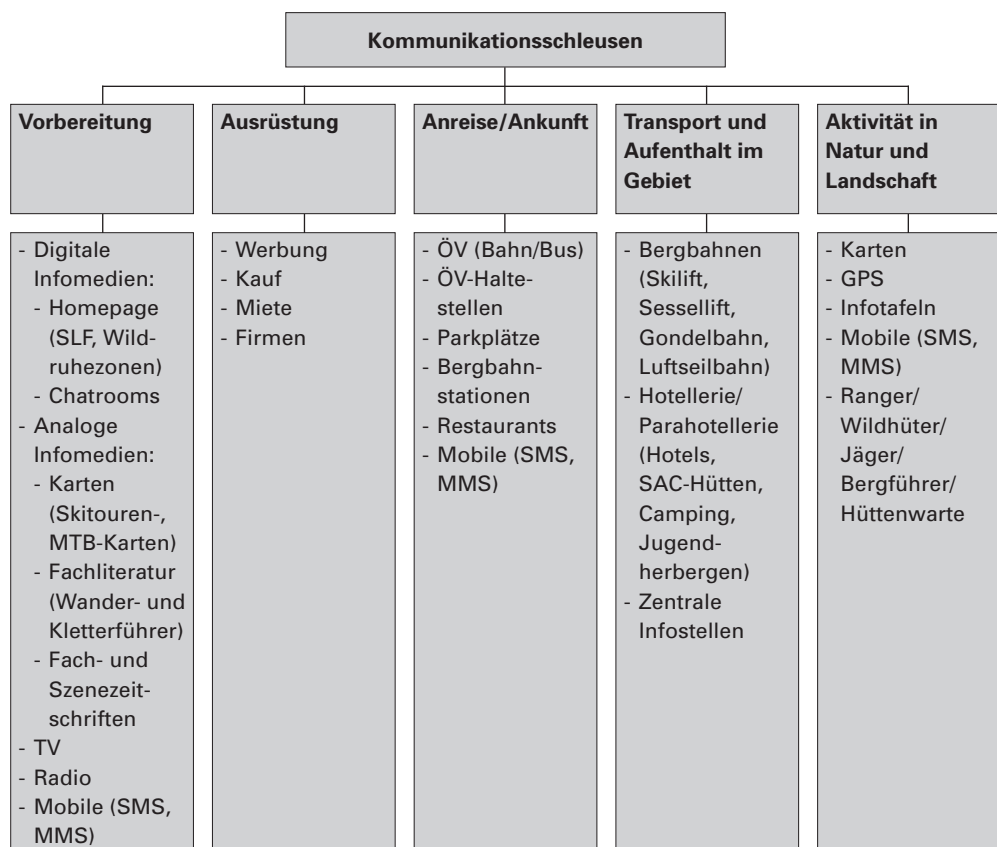 Kommunikationsschleusen
Vorbereitung
- Digitale
Infomedien:
- Homepage
(SLF, Wild-
ruhezonen)
- Chatrooms
- Analoge
Infomedien:
- Karten
(Skitouren-,
MTB-Karten)
- Fachliteratur
(Wander- und
Kletterführer)
- Fach- und
Szenezeit-
schriften
- TV
- Radio
- Mobile (SMS,
MMS)
Ausrüstung
- Werbung
- Kauf
- Miete
- Firmen
Anreise/Ankunft
- ÖV (Bahn/Bus)
- ÖV-Halte-
stellen
- Parkplätze
- Bergbahn-
stationen
- Restaurants
- Mobile (SMS,
MMS)
Transport und
Aufenthalt im
Gebiet
- Bergbahnen
(Skilift,
Sessellift,
Gondelbahn,
Luftseilbahn)
- Hotellerie/
Parahotellerie
(Hotels,
SAC-Hütten,
Camping,
Jugend-
herbergen)
- Zentrale
Infostellen
Aktivität in
Natur und
Landschaft
- Karten
- GPS
- Infotafeln
- Mobile (SMS,
MMS)
- Ranger/
Wildhüter/
Jäger/
Bergführer/
Hüttenwarte